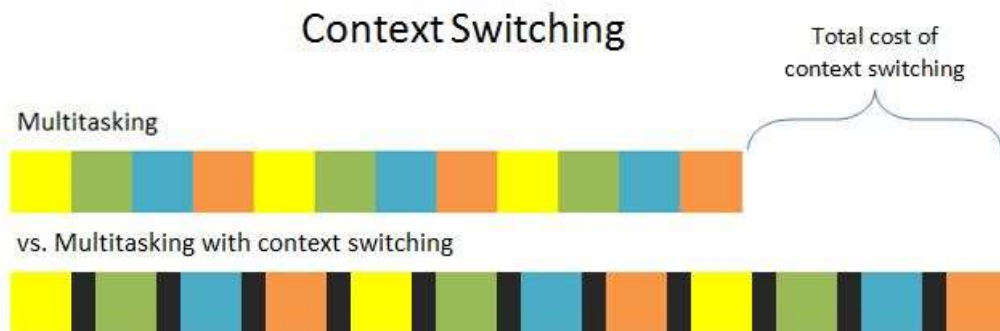 Context Switching
Total cost of
context switching
Multitasking
vs. Multitasking with context switching